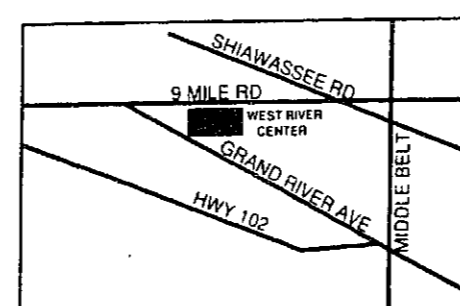 SHIAWASSEE RD
9 MILE RD
WEST RIVER
CENTER
GRAND RIVER AVE
MIDDLE BELT
HWY 102